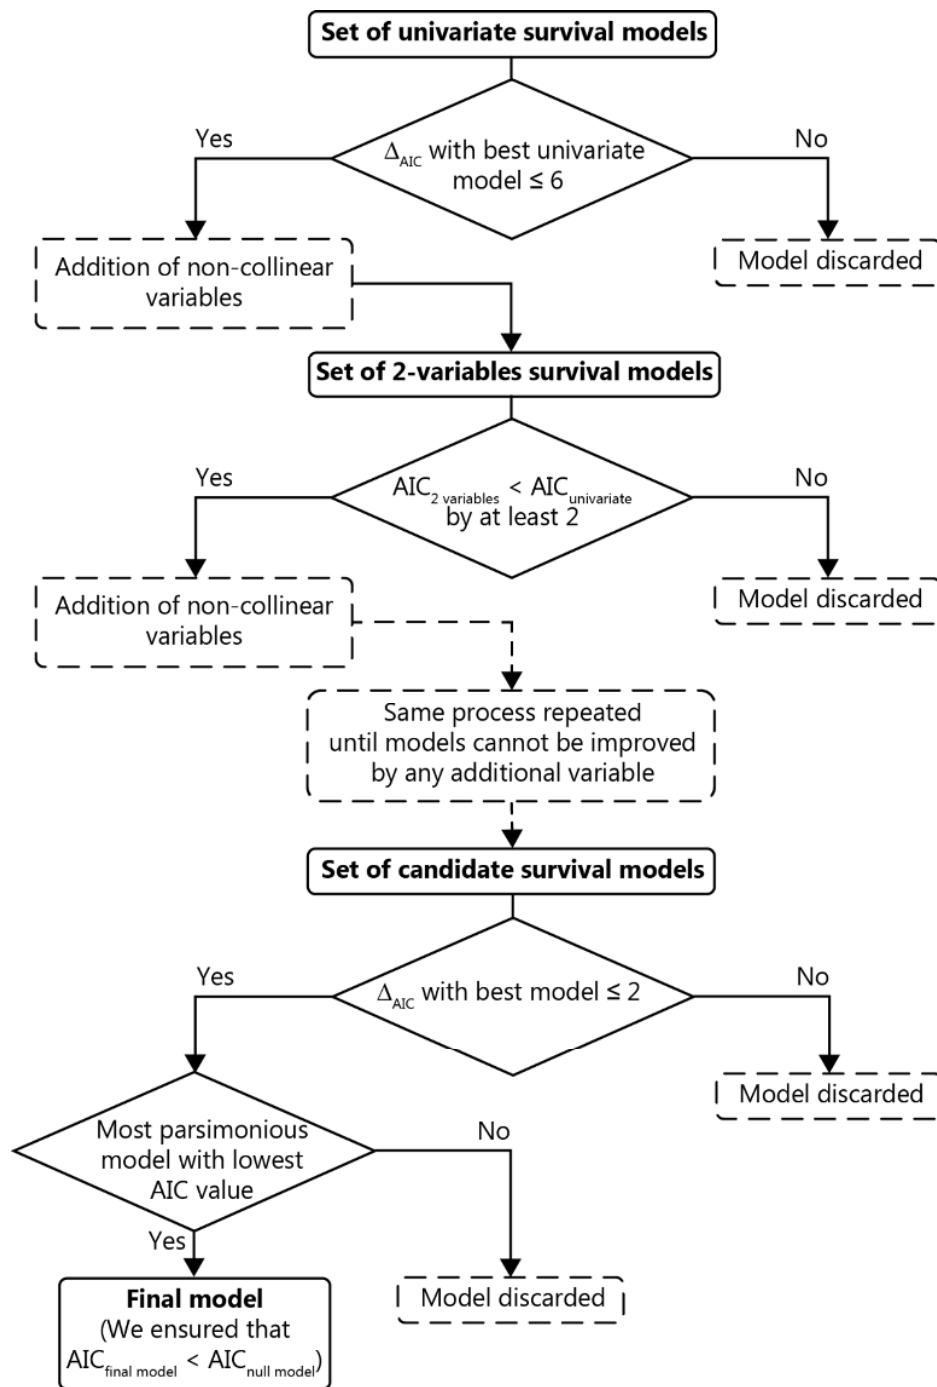 Set of univariate survival models
Yes
No
ΔAIC with best univariate
model ≤ 6
Addition of non-collinear
variables
Model discarded
Set of 2-variables survival models
Yes
No
AIC2 variables < AICunivariate
by at least 2
Addition of non-collinear
variables
Model discarded
Same process repeated
until models cannot be improved
by any additional variable
Set of candidate survival models
Yes
No
ΔAIC with best model ≤ 2
Model discarded
Most parsimonious
model with lowest
AIC value
No
Yes
Final model
(We ensured that
AICfinal model < AICnull model)
Model discarded